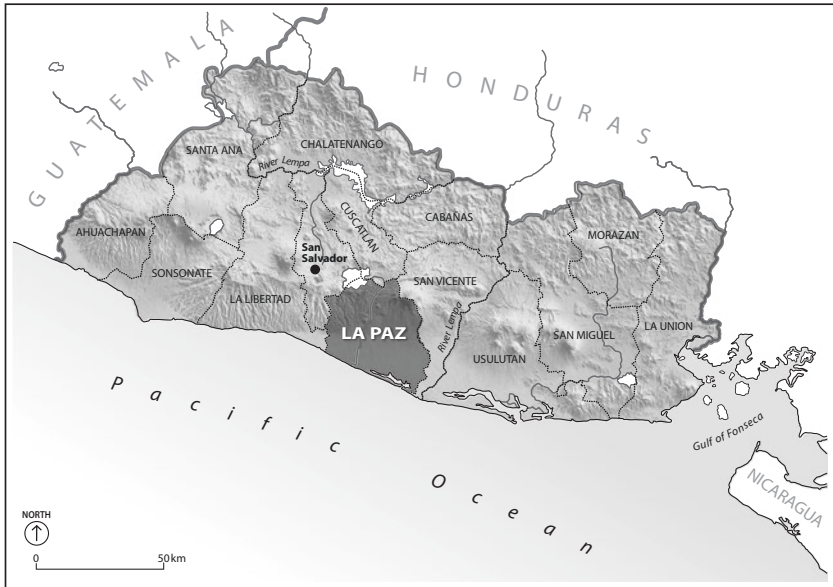 GUATEMALA
HONDURAS
CHALATENANGO
SANTA ANA
River Lempa
CUSCATLAN
CABAÑAS
AHUACHAPAN
MORAZAN
San
Salvador
SONSONATE
SAN VICENTE
LA LIBERTAD
LA PAZ
River Lempa
SAN MIGUEL
LA UNION
USULUTAN
Pacific Ocean
Gulf of Fonseca
NICARAGUA
NORTH
0 50km